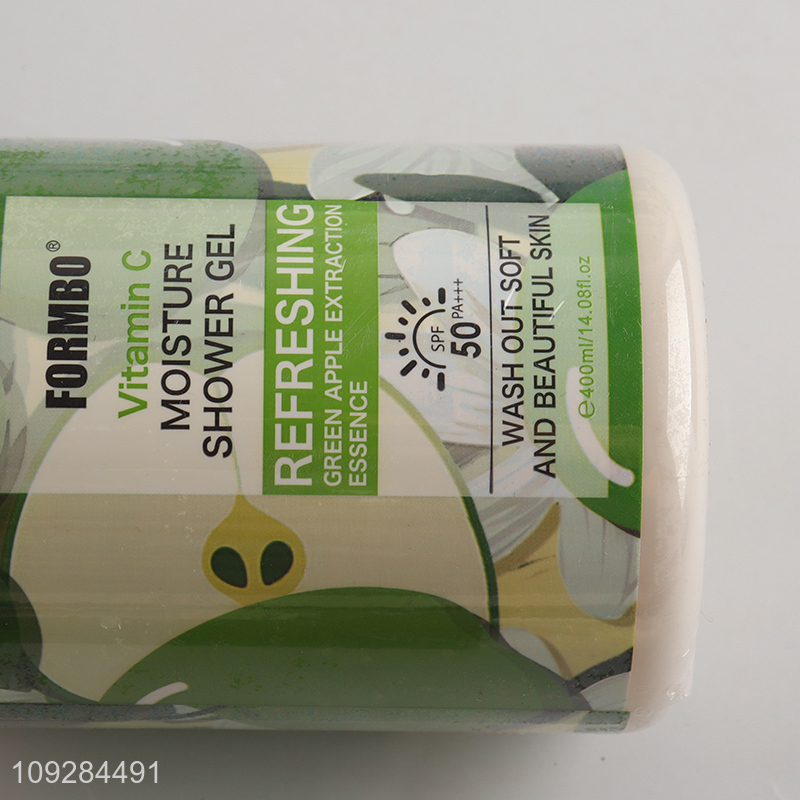 FORMBO®
Vitamin C
MOISTURE
SHOWER GEL
REFRESHING
GREEN APPLE EXTRACTION
ESSENCE
SPF
50 PA+++
WASH OUT SOFT
AND BEAUTIFUL SKIN
℮400ml/14.08fl.oz
109284491